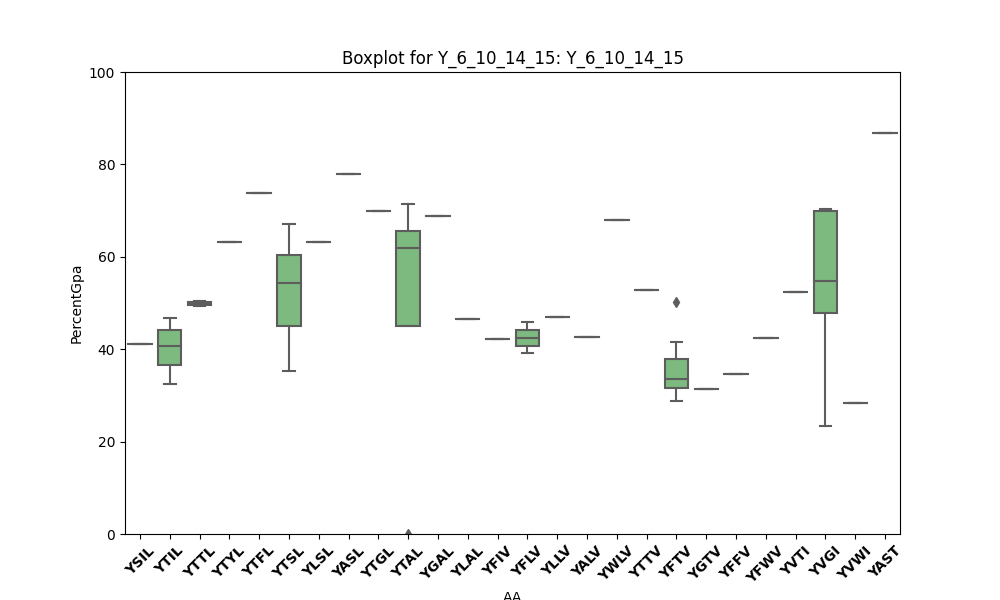 Boxplot for Y_6_10_14_15: Y_6_10_14_15
100
80
60
40
20
0
PercentGpa
YSIL YTIL YTTL YTYL YTFL YTSL YLSL YASL YTGL YTAL YGAL YLAL YFIV YFLV YLLV YALV YWLV YTTV YFTV YGTV YFFV YFWV YVTI YVGI YVWI YAST
AA